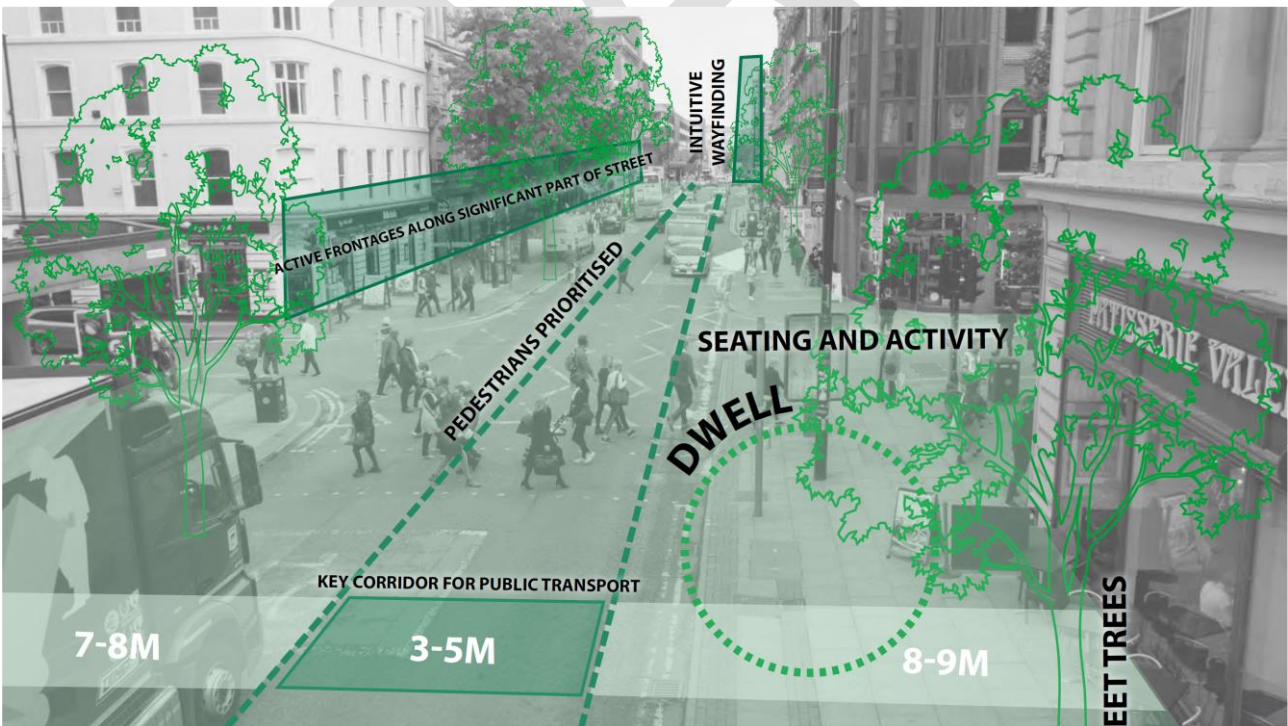 INTUITIVE
WAYFINDING
ACTIVE FRONTAGES ALONG SIGNIFICANT PART OF STREET
PEDESTRIANS PRIORITISED
SEATING AND ACTIVITY
DWELL
PATISSERIE VAL
KEY CORRIDOR FOR PUBLIC TRANSPORT
7-8M
3-5M
8-9M
EET TREES